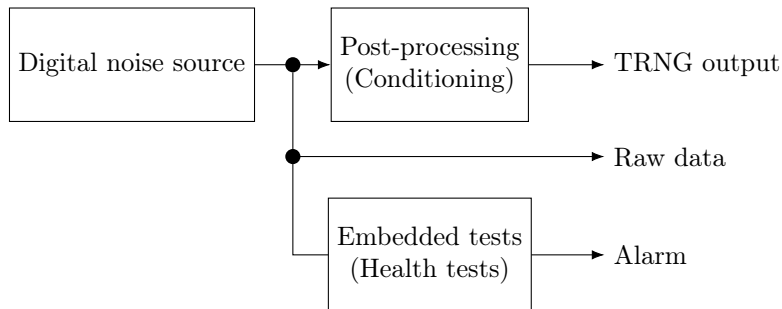 Digital noise source
Post-processing
(Conditioning)
TRNG output
Raw data
Embedded tests
(Health tests)
Alarm